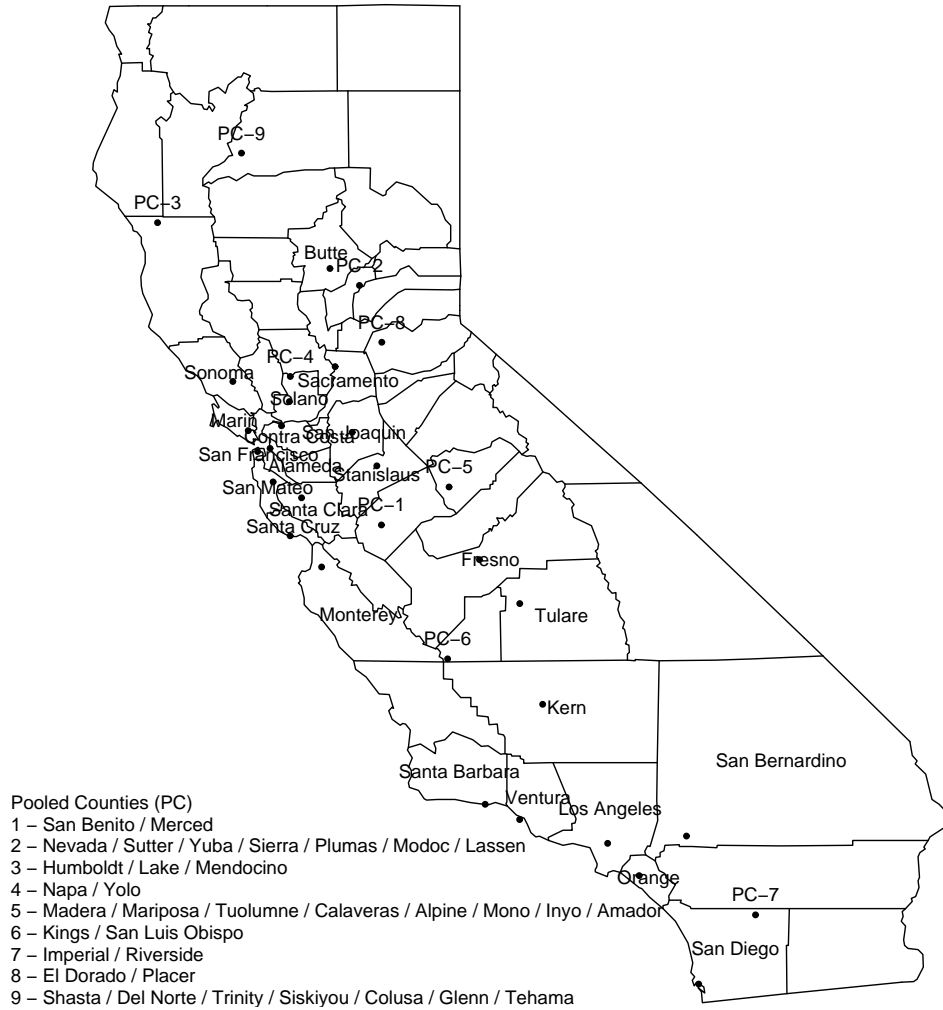 PC−9
PC−3
Butte
PC−2
PC−8
PC−4
Sonoma
Sacramento
Solano
Marin
Contra Costa
San Joaquin
San Francisco
Alameda
Stanislaus
PC−5
San Mateo
Santa Clara
PC−1
Santa Cruz
Fresno
Monterey
Tulare
PC−6
Kern
San Bernardino
Santa Barbara
Ventura
Los Angeles
Orange
PC−7
San Diego
Pooled Counties (PC)
1 − San Benito / Merced
2 − Nevada / Sutter / Yuba / Sierra / Plumas / Modoc / Lassen
3 − Humboldt / Lake / Mendocino
4 − Napa / Yolo
5 − Madera / Mariposa / Tuolumne / Calaveras / Alpine / Mono / Inyo / Amador
6 − Kings / San Luis Obispo
7 − Imperial / Riverside
8 − El Dorado / Placer
9 − Shasta / Del Norte / Trinity / Siskiyou / Colusa / Glenn / Tehama